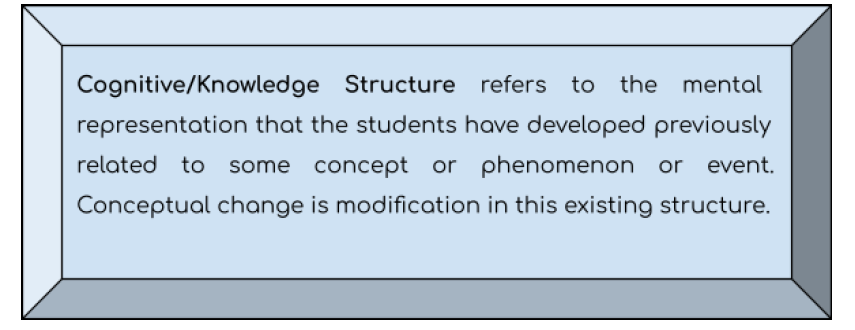 Cognitive/Knowledge Structure refers to the mental
representation that the students have developed previously
related to some concept or phenomenon or event.
Conceptual change is modification in this existing structure.